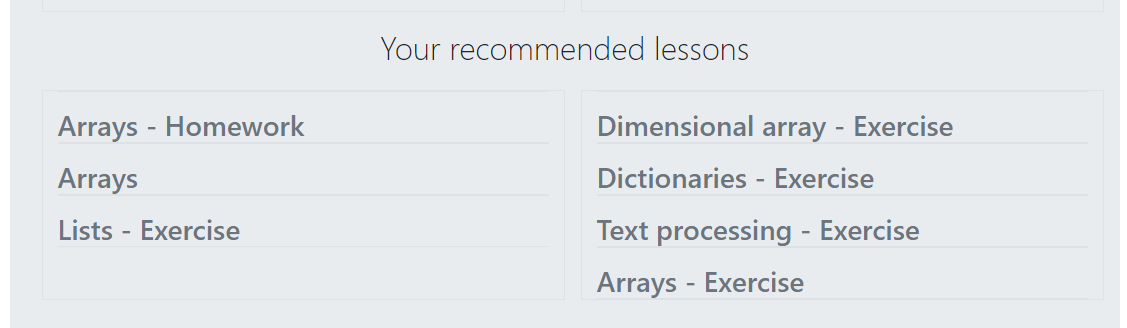 Your recommended lessons
Arrays - Homework
Arrays
Lists - Exercise
Dimensional array - Exercise
Dictionaries - Exercise
Text processing - Exercise
Arrays - Exercise